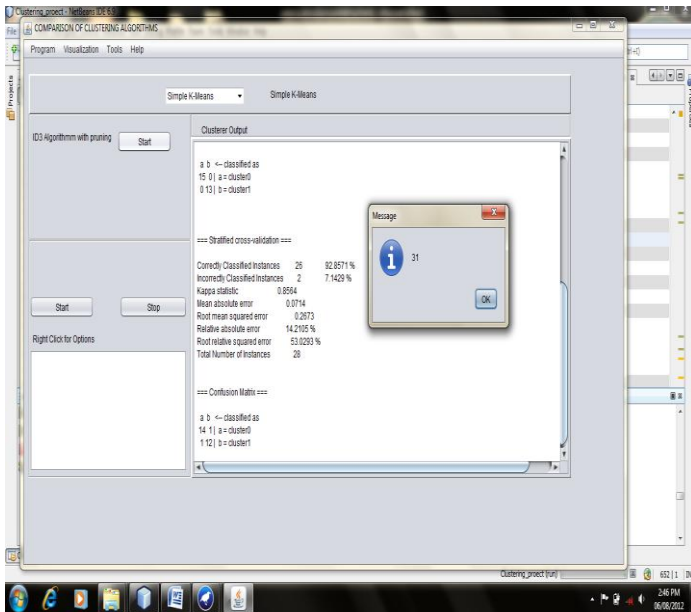 Clustering_proect - NetBeans IDE 6.9
File
COMPARISON OF CLUSTERING ALGORITHMS
Program Visualization Tools Help
Projects
Simple K-Means
Simple K-Means
ID3 Algorithmm with pruning
Start
Clusterer Output
a b <-- classified as
15 0 | a = cluster0
0 13 | b = cluster1
=== Stratified cross-validation ===
Correctly Classified Instances 26 92.8571 %
Incorrectly Classified Instances 2 7.1429 %
Kappa statistic 0.8564
Mean absolute error 0.0714
Root mean squared error 0.2673
Relative absolute error 14.2105 %
Root relative squared error 53.0293 %
Total Number of Instances 28
=== Confusion Matrix ===
a b <-- classified as
14 1 | a = cluster0
1 12 | b = cluster1
Message
31
OK
Start
Stop
Right Click for Options
Clustering_proect (run)
652 | 1
2:46 PM
06/08/2012